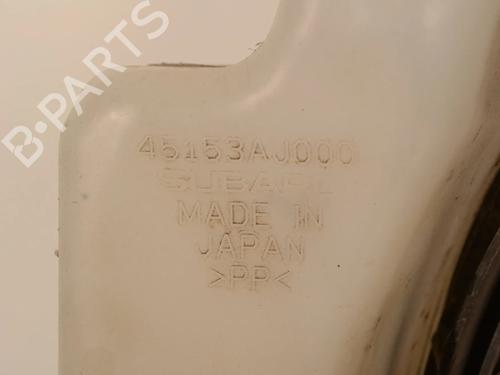 B-PARTS
45153AJ000
SUBARU
MADE IN
JAPAN
>PP<